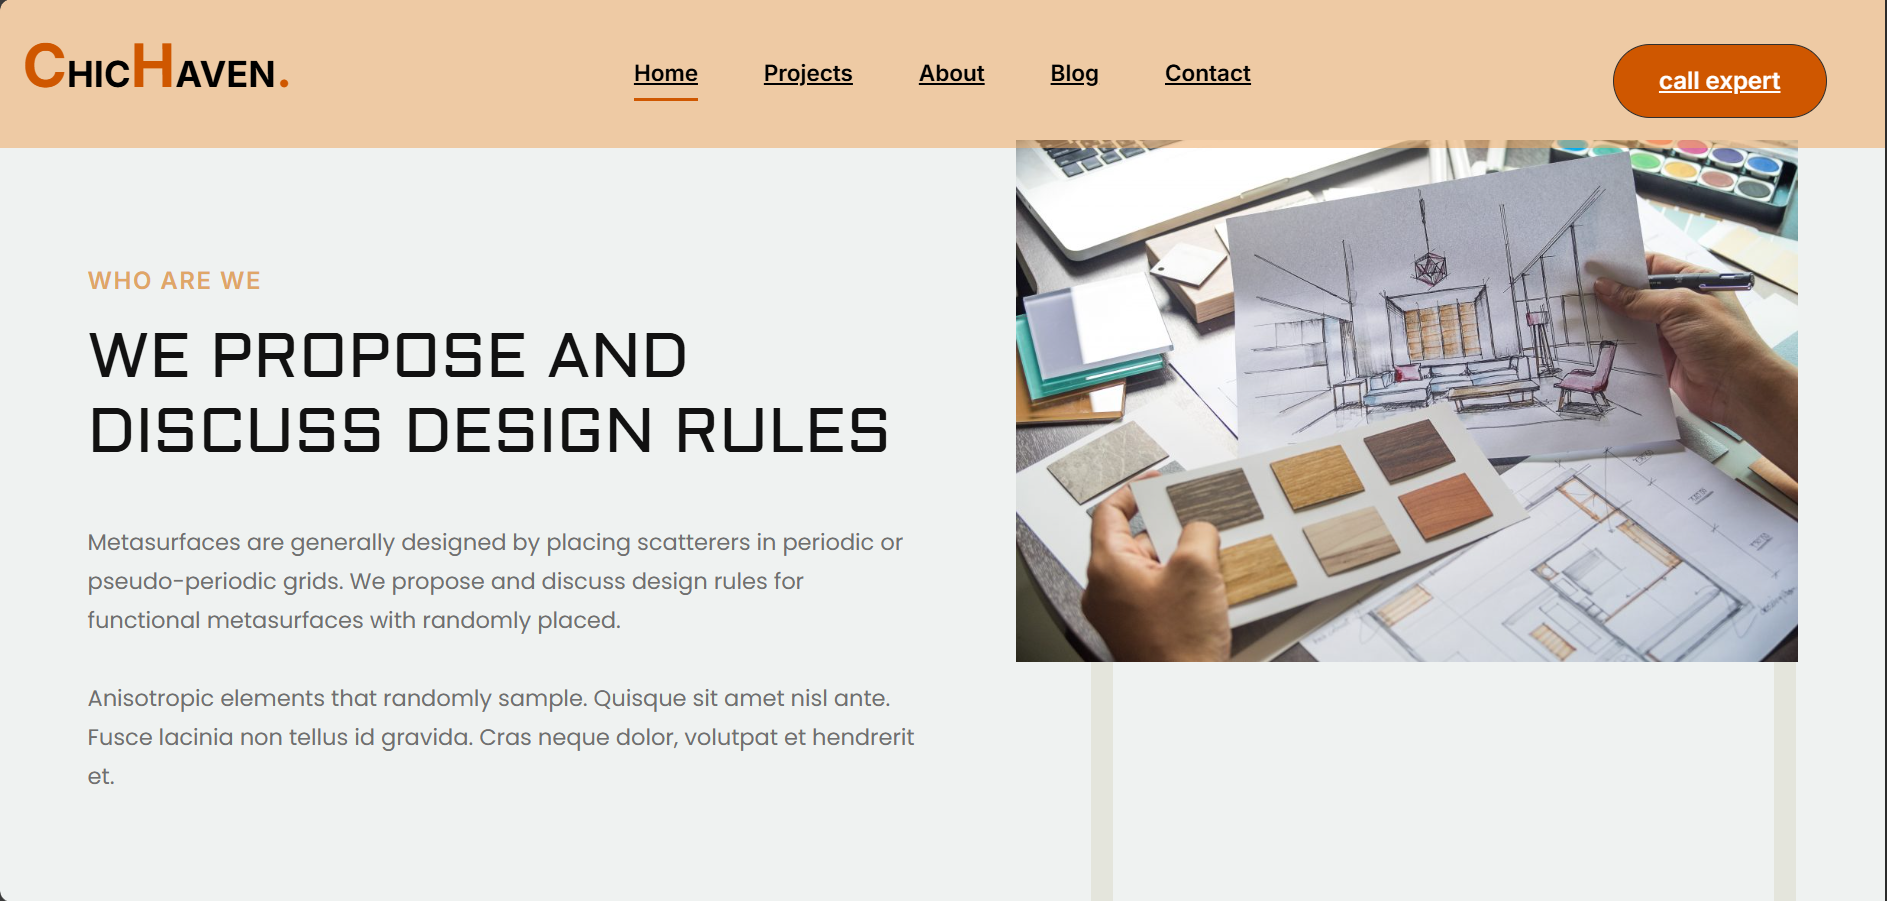 CHICHAVEN.
Home Projects About Blog Contact
call expert
WHO ARE WE
WE PROPOSE AND
DISCUSS DESIGN RULES
Metasurfaces are generally designed by placing scatterers in periodic or
pseudo-periodic grids. We propose and discuss design rules for
functional metasurfaces with randomly placed.
Anisotropic elements that randomly sample. Quisque sit amet nisl ante.
Fusce lacinia non tellus id gravida. Cras neque dolor, volutpat et hendrerit
et.